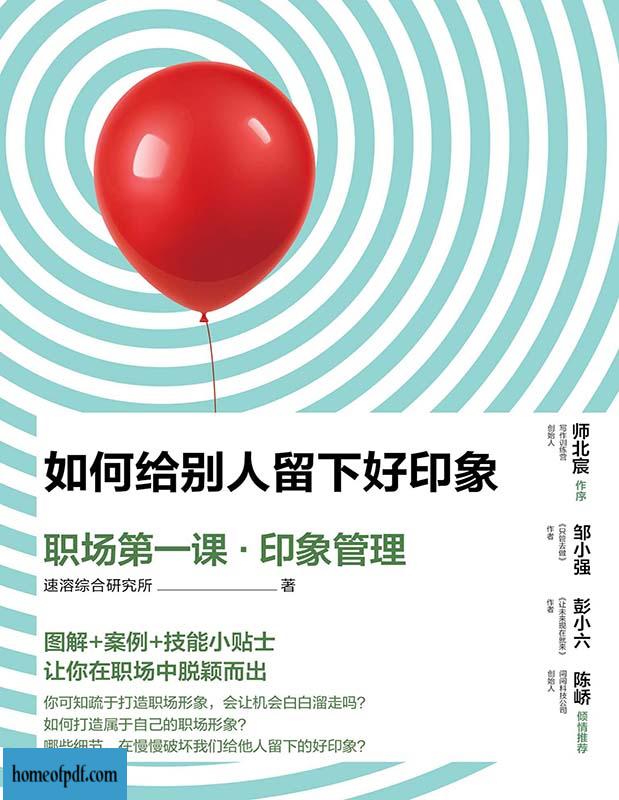 如何给别人留下好印象
职场第一课·印象管理
速溶综合研究所 著
图解+案例+技能小贴士
让你在职场中脱颖而出
你可知疏于打造职场形象，会让机会白白溜走吗？
如何打造属于自己的职场形象？
哪些细节，在慢慢破坏我们给他人留下的好印象？
师北宸 作序
写作训练营
创始人
邹小强
《只管去做》
作者
彭小六
《让未来现在就来》
作者
陈峤 倾情推荐
闪闪科技公司
创始人
homeofpdf.com